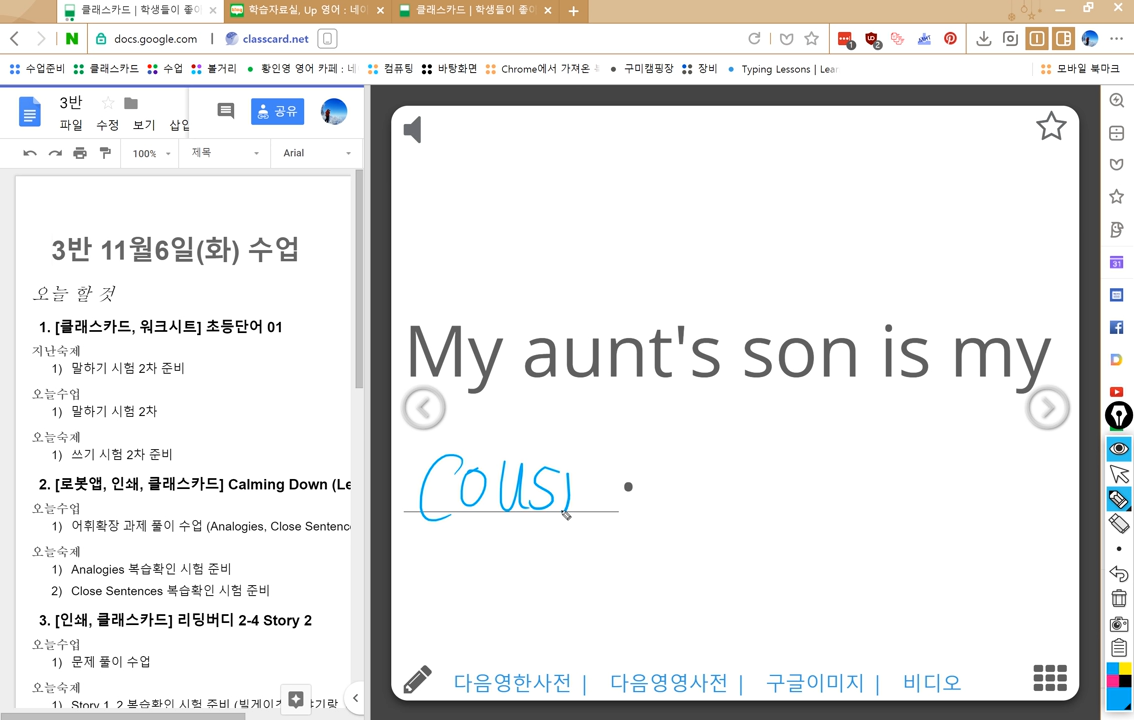 클래스카드 | 학생들이 좋아
학습자료실, Up 영어 : 네이
클래스카드 | 학생들이 좋아
docs.google.com
classcard.net
수업준비
클래스카드
수업
볼거리
황인영 영어 카페 : 네
컴퓨팅
바탕화면
Chrome에서 가져온
구미캠핑장
장비
Typing Lessons | Lear
모바일 북마크
3반
파일 수정 보기 삽입
공유
100%
제목
Arial
3반 11월6일(화) 수업
오늘 할 것
1. [클래스카드, 워크시트] 초등단어 01
지난숙제
1) 말하기 시험 2차 준비
오늘수업
1) 말하기 시험 2차
오늘숙제
1) 쓰기 시험 2차 준비
2. [로봇앱, 인쇄, 클래스카드] Calming Down (Le
오늘수업
1) 어휘확장 과제 풀이 수업 (Analogies, Close Sentenc
오늘숙제
1) Analogies 복습확인 시험 준비
2) Close Sentences 복습확인 시험 준비
3. [인쇄, 클래스카드] 리딩버디 2-4 Story 2
오늘수업
1) 문제 풀이 수업
오늘숙제
1) Story 1, 2 복습확인 시험 준비
My aunt's son is my
Cousi .
다음영한사전 | 다음영영사전 | 구글이미지 | 비디오